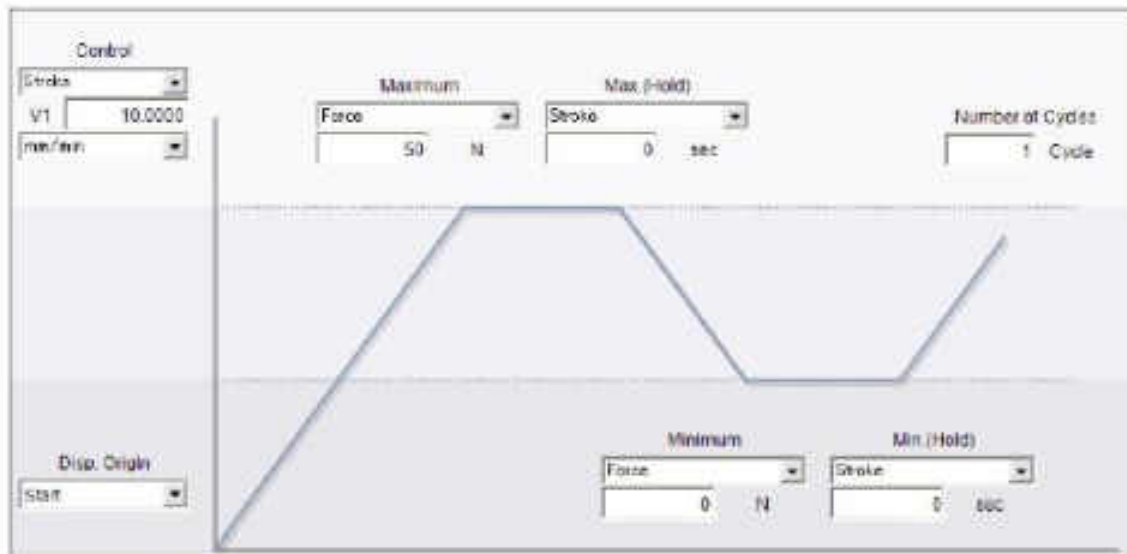 Control
Stroke
V1 10.0000
mm/min
Maximum
Force
50 N
Max.(Hold)
Stroke
0 sec
Number of Cycles
1 Cycle
Disp. Origin
Start
Minimum
Force
0 N
Min.(Hold)
Stroke
0 sec